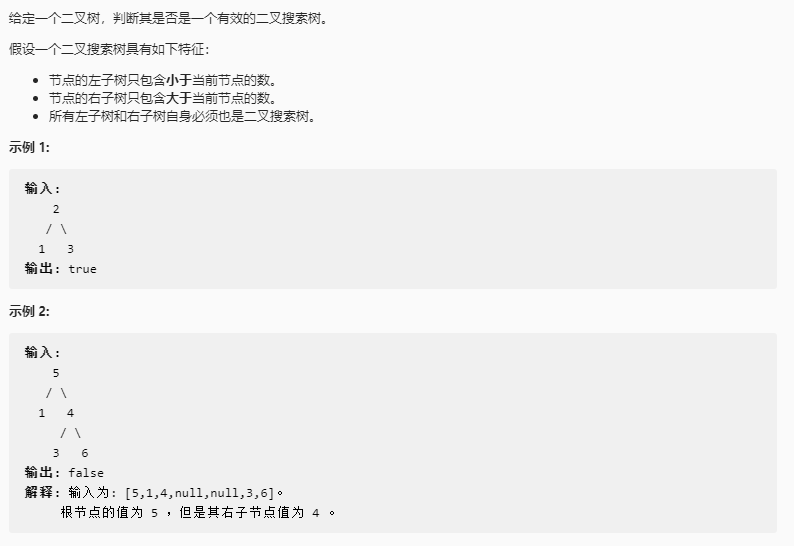 给定一个二叉树，判断其是否是一个有效的二叉搜索树。
假设一个二叉搜索树具有如下特征：
• 节点的左子树只包含小于当前节点的数。
• 节点的右子树只包含大于当前节点的数。
• 所有左子树和右子树自身必须也是二叉搜索树。
示例 1:
输入:
    2
   / \
  1   3
输出: true
示例 2:
输入:
    5
   / \
  1   4
     / \
    3   6
输出: false
解释: 输入为: [5,1,4,null,null,3,6]。
     根节点的值为 5 ，但是其右子节点值为 4 。